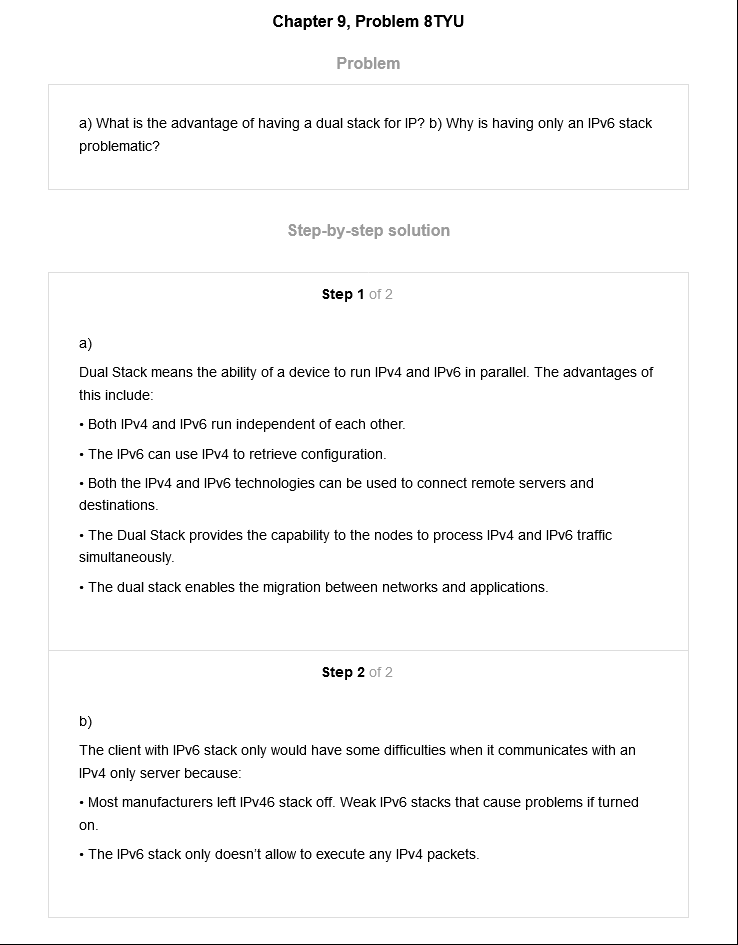 Chapter 9, Problem 8TYU
Problem
a) What is the advantage of having a dual stack for IP? b) Why is having only an IPv6 stack
problematic?
Step-by-step solution
Step 1 of 2
a)
Dual Stack means the ability of a device to run IPv4 and IPv6 in parallel. The advantages of
this include:
• Both IPv4 and IPv6 run independent of each other.
• The IPv6 can use IPv4 to retrieve configuration.
• Both the IPv4 and IPv6 technologies can be used to connect remote servers and
destinations.
• The Dual Stack provides the capability to the nodes to process IPv4 and IPv6 traffic
simultaneously.
• The dual stack enables the migration between networks and applications.
Step 2 of 2
b)
The client with IPv6 stack only would have some difficulties when it communicates with an
IPv4 only server because:
• Most manufacturers left IPv46 stack off. Weak IPv6 stacks that cause problems if turned
on.
• The IPv6 stack only doesn't allow to execute any IPv4 packets.